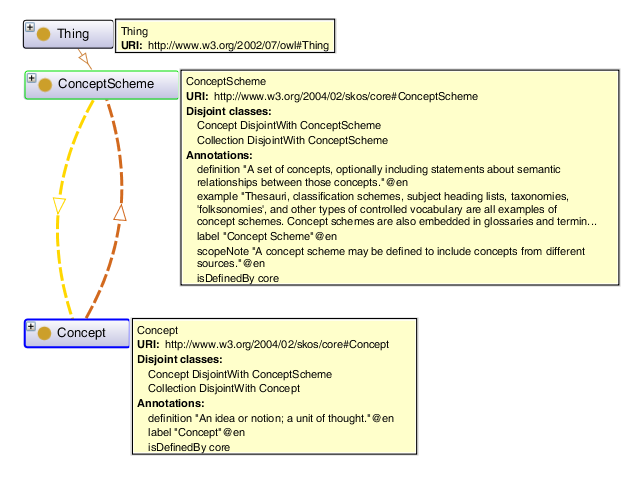 Thing
Thing
URI: http://www.w3.org/2002/07/owl#Thing
ConceptScheme
ConceptScheme
URI: http://www.w3.org/2004/02/skos/core#ConceptScheme
Disjoint classes:
Concept DisjointWith ConceptScheme
Collection DisjointWith ConceptScheme
Annotations:
definition "A set of concepts, optionally including statements about semantic
relationships between those concepts."@en
example "Thesauri, classification schemes, subject heading lists, taxonomies,
'folksonomies', and other types of controlled vocabulary are all examples of
concept schemes. Concept schemes are also embedded in glossaries and termin...
label "Concept Scheme"@en
scopeNote "A concept scheme may be defined to include concepts from different
sources."@en
isDefinedBy core
Concept
Concept
URI: http://www.w3.org/2004/02/skos/core#Concept
Disjoint classes:
Concept DisjointWith ConceptScheme
Collection DisjointWith Concept
Annotations:
definition "An idea or notion; a unit of thought."@en
label "Concept"@en
isDefinedBy core